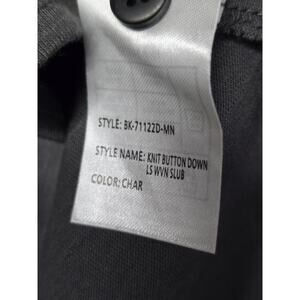 STYLE: BK-71122D-MN
STYLE NAME: KNIT BUTTON DOWN
LS WVN SLUB
COLOR: CHAR